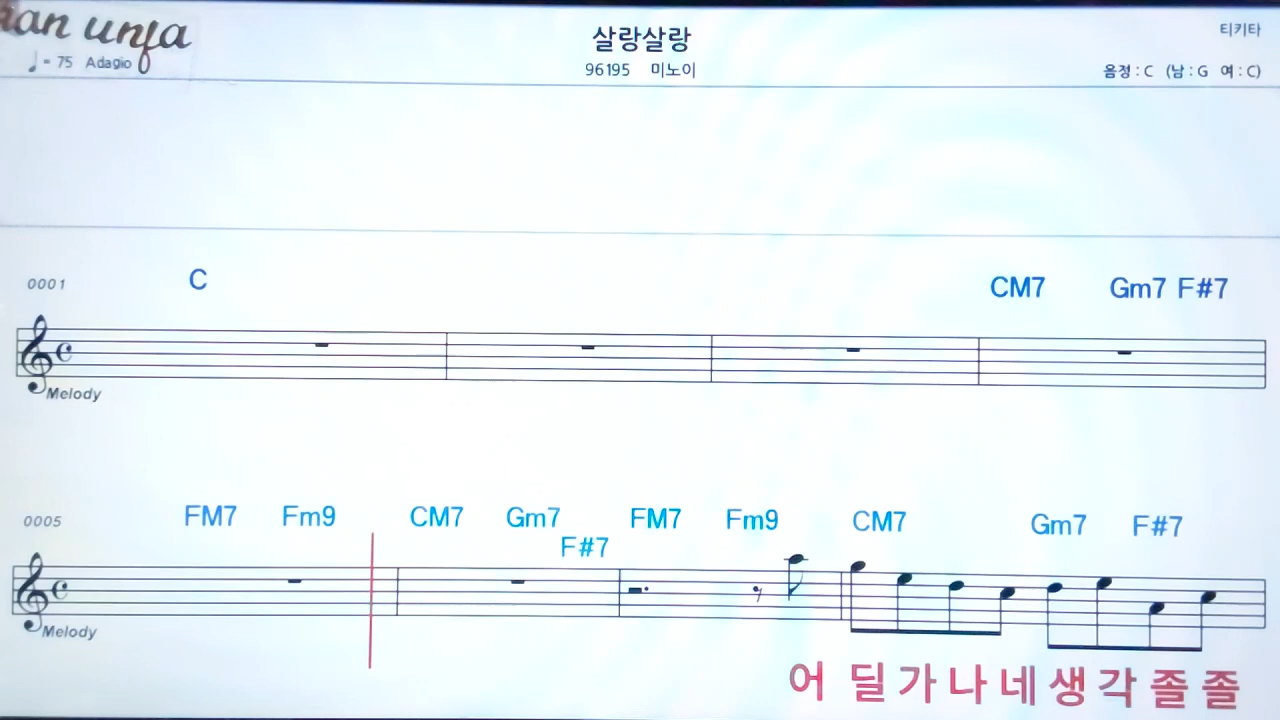 티키타
살랑살랑
♩= 75 Adagio
96195 미노이
음정 : C (남 : G 여 : C)
0001 C CM7 Gm7 F#7
Melody
0005 FM7 Fm9 CM7 Gm7 F#7 FM7 Fm9 CM7 Gm7 F#7
Melody
어 딜 가 나 네 생 각 졸 졸